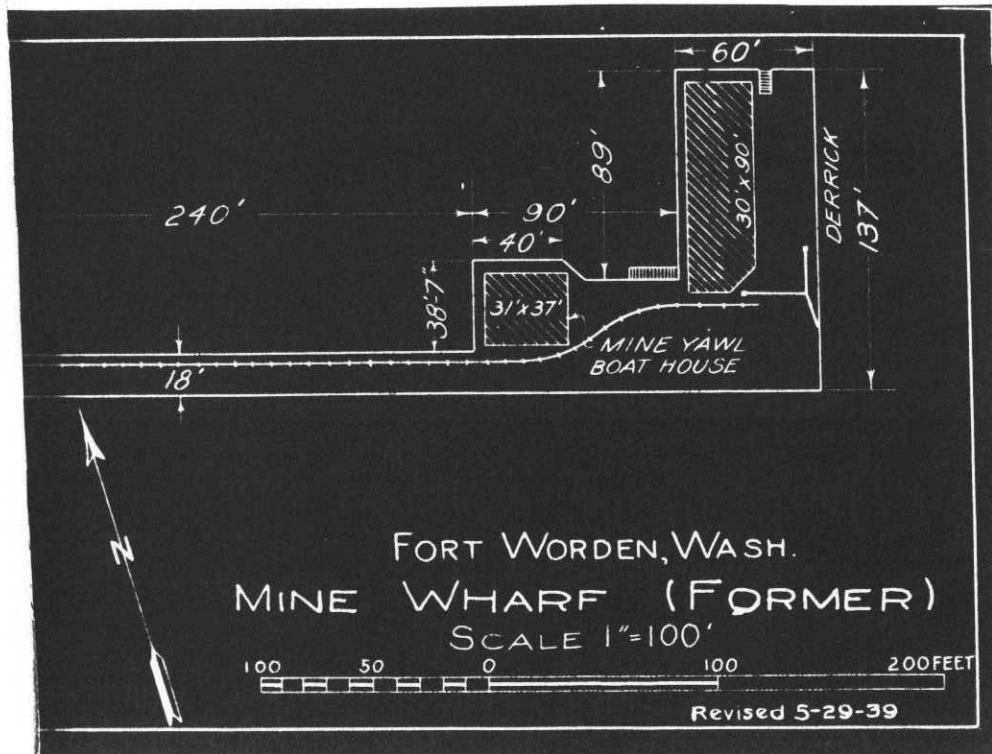 60'
89'
30'x90'
DERRICK
137'
240'
90'
40'
38'-7"
31'x37'
MINE YAWL
BOAT HOUSE
18'
N
FORT WORDEN, WASH.
MINE WHARF (FORMER)
SCALE 1"=100'
100 50 0 100 200 FEET
Revised 5-29-39